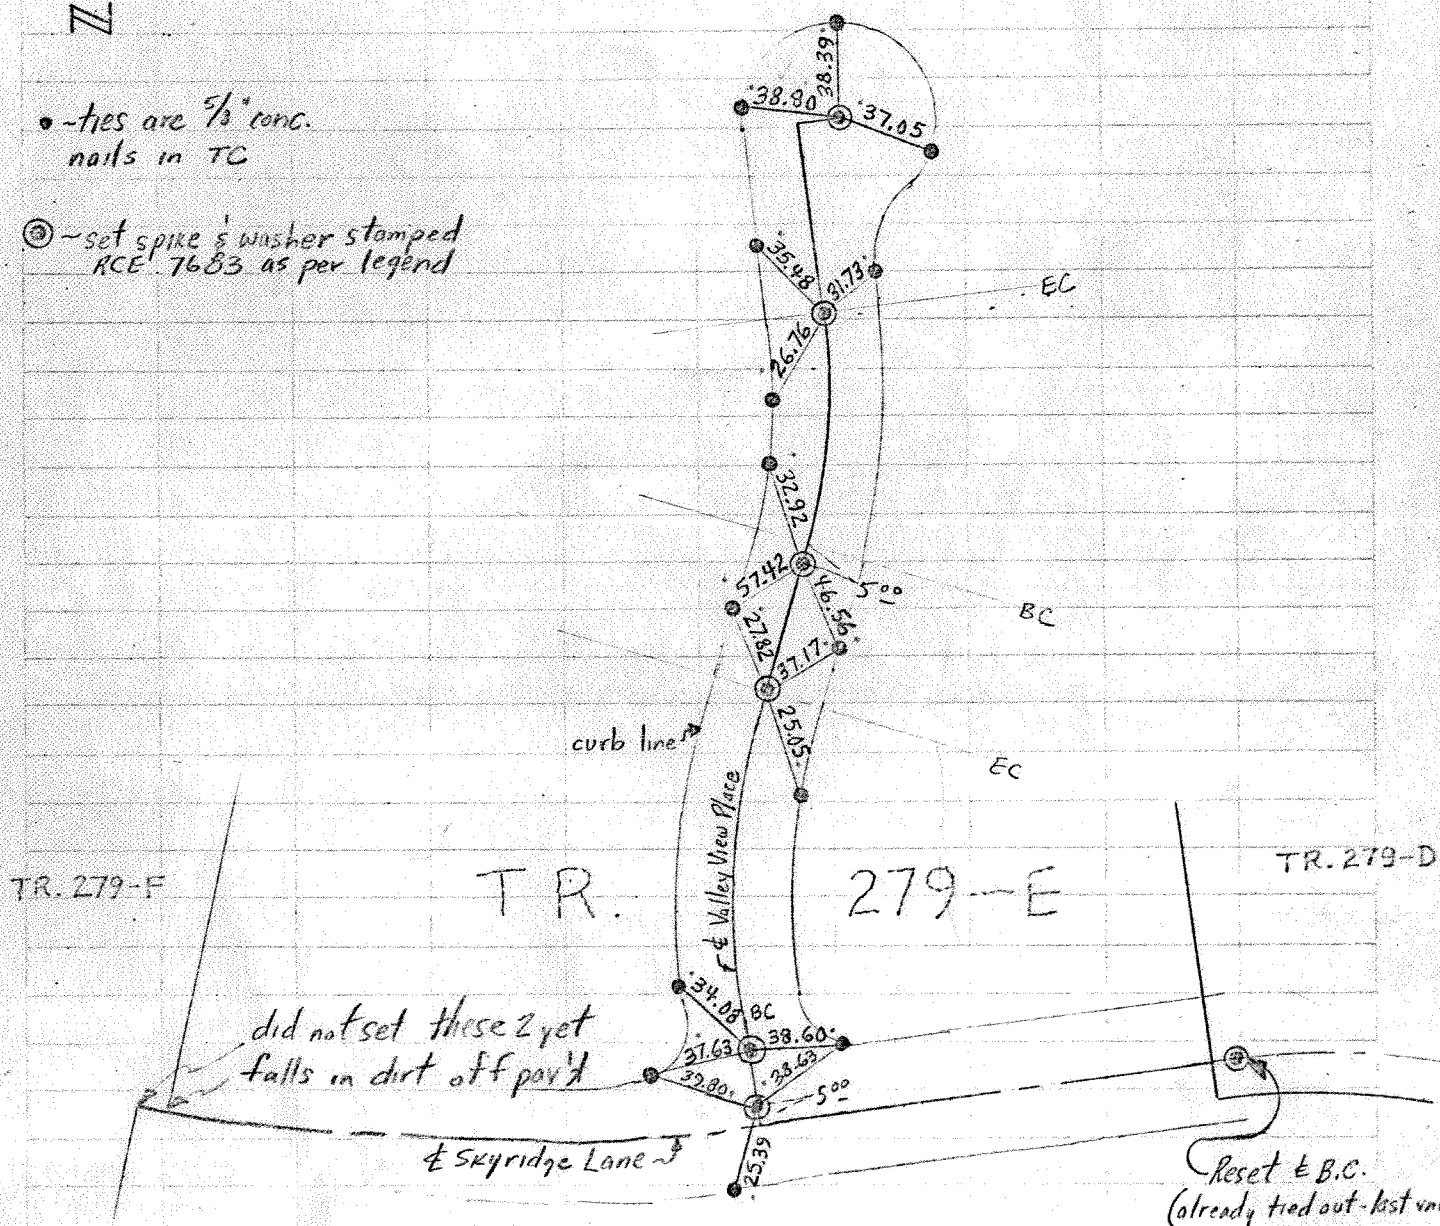 N
38.39'
'38.80
'37.05
• ~ ties are 5/8" conc.
nails in TC
~ set spike & washer stamped
RCE 7683 as per legend
'35.48
31.73'
EC
'26.76
32.92'
'57.42
5 00
46.56'
BC
27.82'
37.17'
25.05'
curb line
EC
℄ Valley View Place
TR. 279-F
TR. 279-E
TR. 279-D
'34.08
BC
did not set these 2 yet
falls in dirt off pav't
38.60'
37.63'
'38.63
39.80'
5 00
℄ Skyridge Lane
25.39'
Reset ℄ B.C.
(already tied out - last